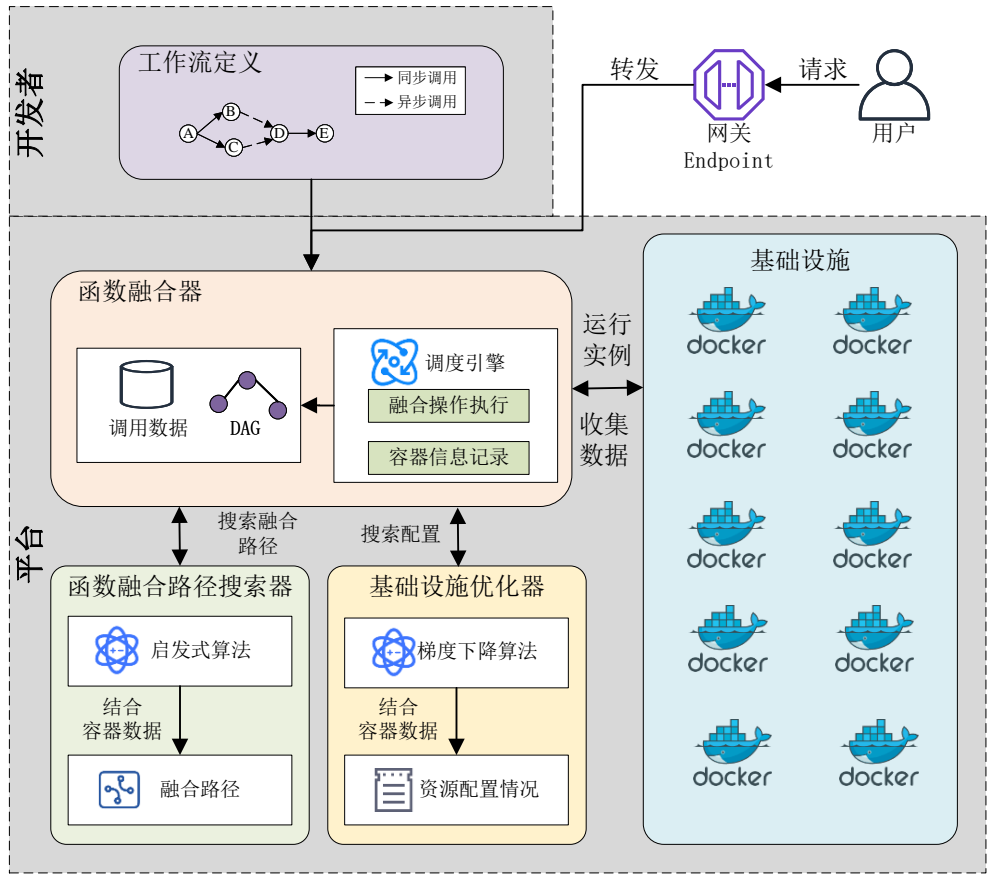 开发者
工作流定义
同步调用
异步调用
A
B
C
D
E
转发
请求
网关
Endpoint
用户
平台
函数融合器
调用数据
DAG
调度引擎
融合操作执行
容器信息记录
运行
实例
收集
数据
基础设施
docker
docker
docker
docker
docker
docker
docker
docker
docker
docker
搜索融合
路径
搜索配置
函数融合路径搜索器
启发式算法
结合
容器数据
融合路径
基础设施优化器
梯度下降算法
结合
容器数据
资源配置情况